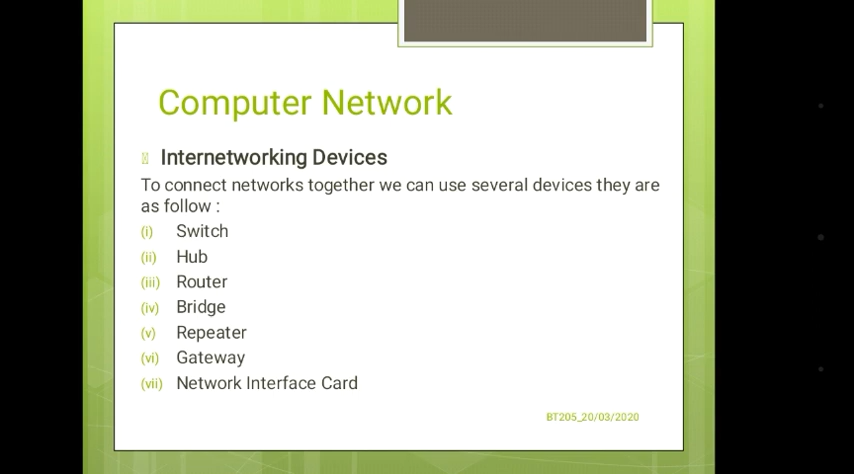 Computer Network
Internetworking Devices
To connect networks together we can use several devices they are
as follow :
(i) Switch
(ii) Hub
(iii) Router
(iv) Bridge
(v) Repeater
(vi) Gateway
(vii) Network Interface Card
BT205_20/03/2020